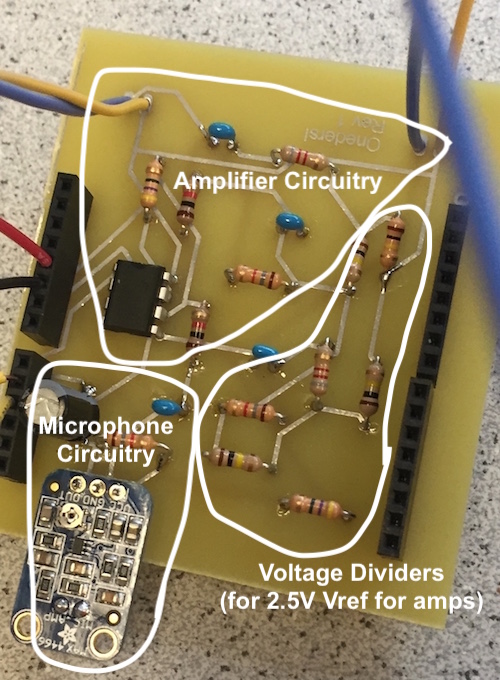 Onedersl
Rev 1
Amplifier Circuitry
Microphone
Circuitry
VCC GND OUT
MIC-AMP
Voltage Dividers
(for 2.5V Vref for amps)